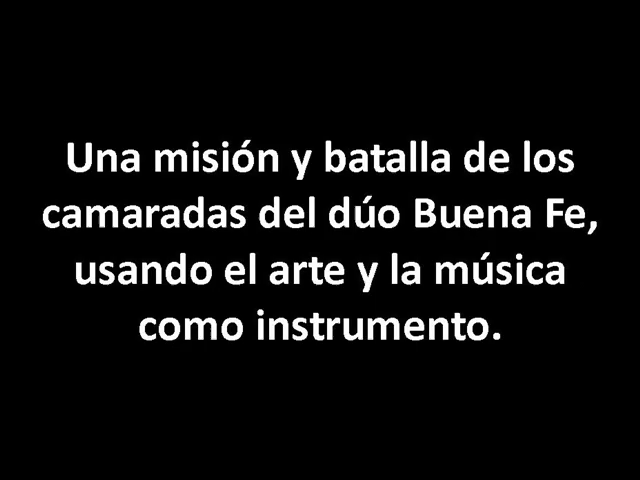 Una misión y batalla de los
camaradas del dúo Buena Fe,
usando el arte y la música
como instrumento.